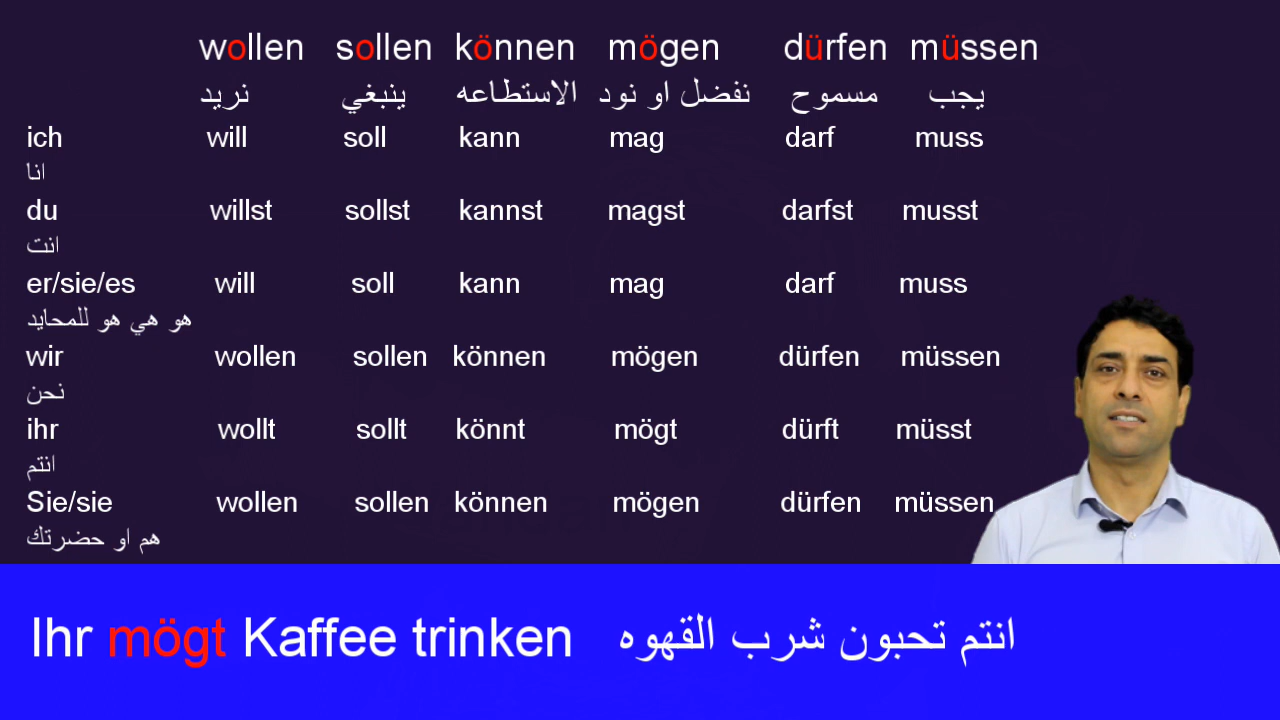 wollen sollen können mögen dürfen müssen
نريد ينبغي الاستطاعه نفضل او نود مسموح يجب
ich will soll kann mag darf muss
انا
du willst sollst kannst magst darfst musst
انت
er/sie/es will soll kann mag darf muss
هو هي هو للمحايد
wir wollen sollen können mögen dürfen müssen
نحن
ihr wollt sollt könnt mögt dürft müsst
انتم
Sie/sie wollen sollen können mögen dürfen müssen
هم او حضرتك
Ihr mögt Kaffee trinken انتم تحبون شرب القهوه